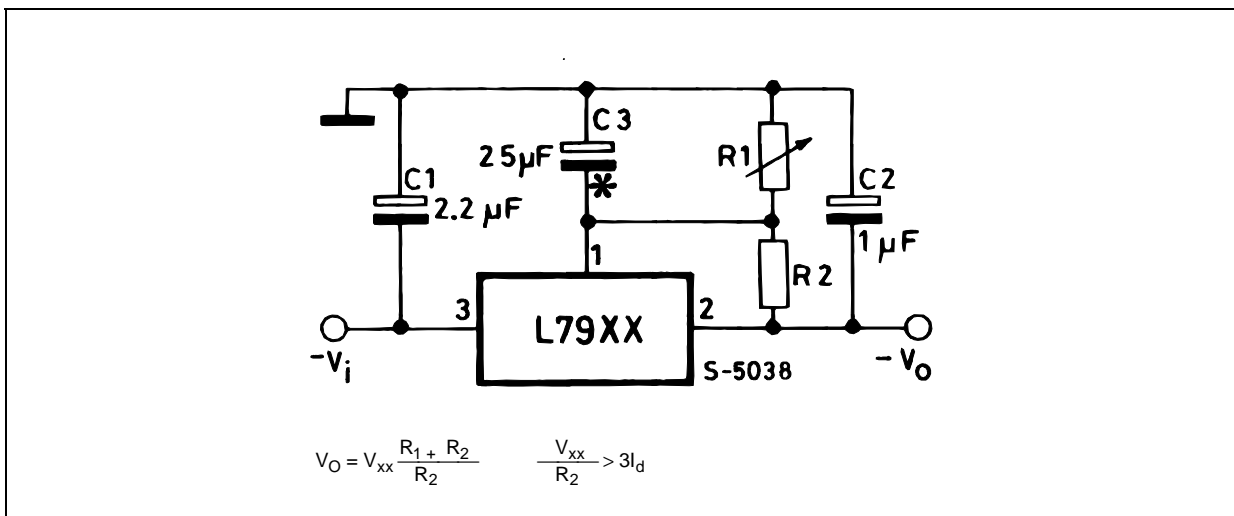 C3
25µF
*
R1
C1
2.2 µF
C2
1 µF
1
R2
3
L79XX
2
-Vi
S-5038
-Vo
VO = Vxx (R1 + R2) / R2    Vxx / R2 > 3Id